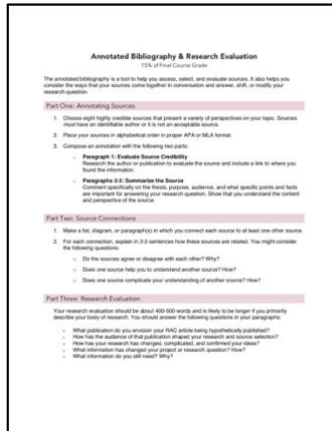 Annotated Bibliography & Research Evaluation
15% of Final Course Grade
The annotated bibliography is a tool to help you assess, select, and evaluate sources. It also helps you
consider the ways that your sources come together in conversation and answer, shift, or modify your
research question.
Part One: Annotating Sources
1. Choose eight highly credible sources that present a variety of perspectives on your topic. Sources
must have an identifiable author or it is not an acceptable source.
2. Place your sources in alphabetical order in proper APA or MLA format.
3. Compose an annotation with the following two parts:
○ Paragraph 1: Evaluate Source Credibility
Research the author or publication to evaluate the source and include a link to where you
found the information.
○ Paragraphs 2-3: Summarize the Source
Comment specifically on the thesis, purpose, audience, and what specific points and facts
are important for answering your research question. Show that you understand the content
and perspective of the source.
Part Two: Source Connections
1. Make a list, diagram, or paragraph(s) in which you connect each source to at least one other source.
2. For each connection, explain in 2-3 sentences how these sources are related. You might consider
the following questions:
○ Do the sources agree or disagree with each other? Why?
○ Does one source help you to understand another source? How?
○ Does one source complicate your understanding of another source? How?
Part Three: Research Evaluation
Your research evaluation should be about 400-500 words and is likely to be longer if you primarily
describe your body of research. You should answer the following questions in your paragraphs:
○ What publication do you envision your RAC article being hypothetically published?
○ How has the audience of that publication shaped your research and source selection?
○ How has your research changed, complicated, and confirmed your ideas?
○ What information has changed your project or research question? How?
○ What information do you still need? Why?